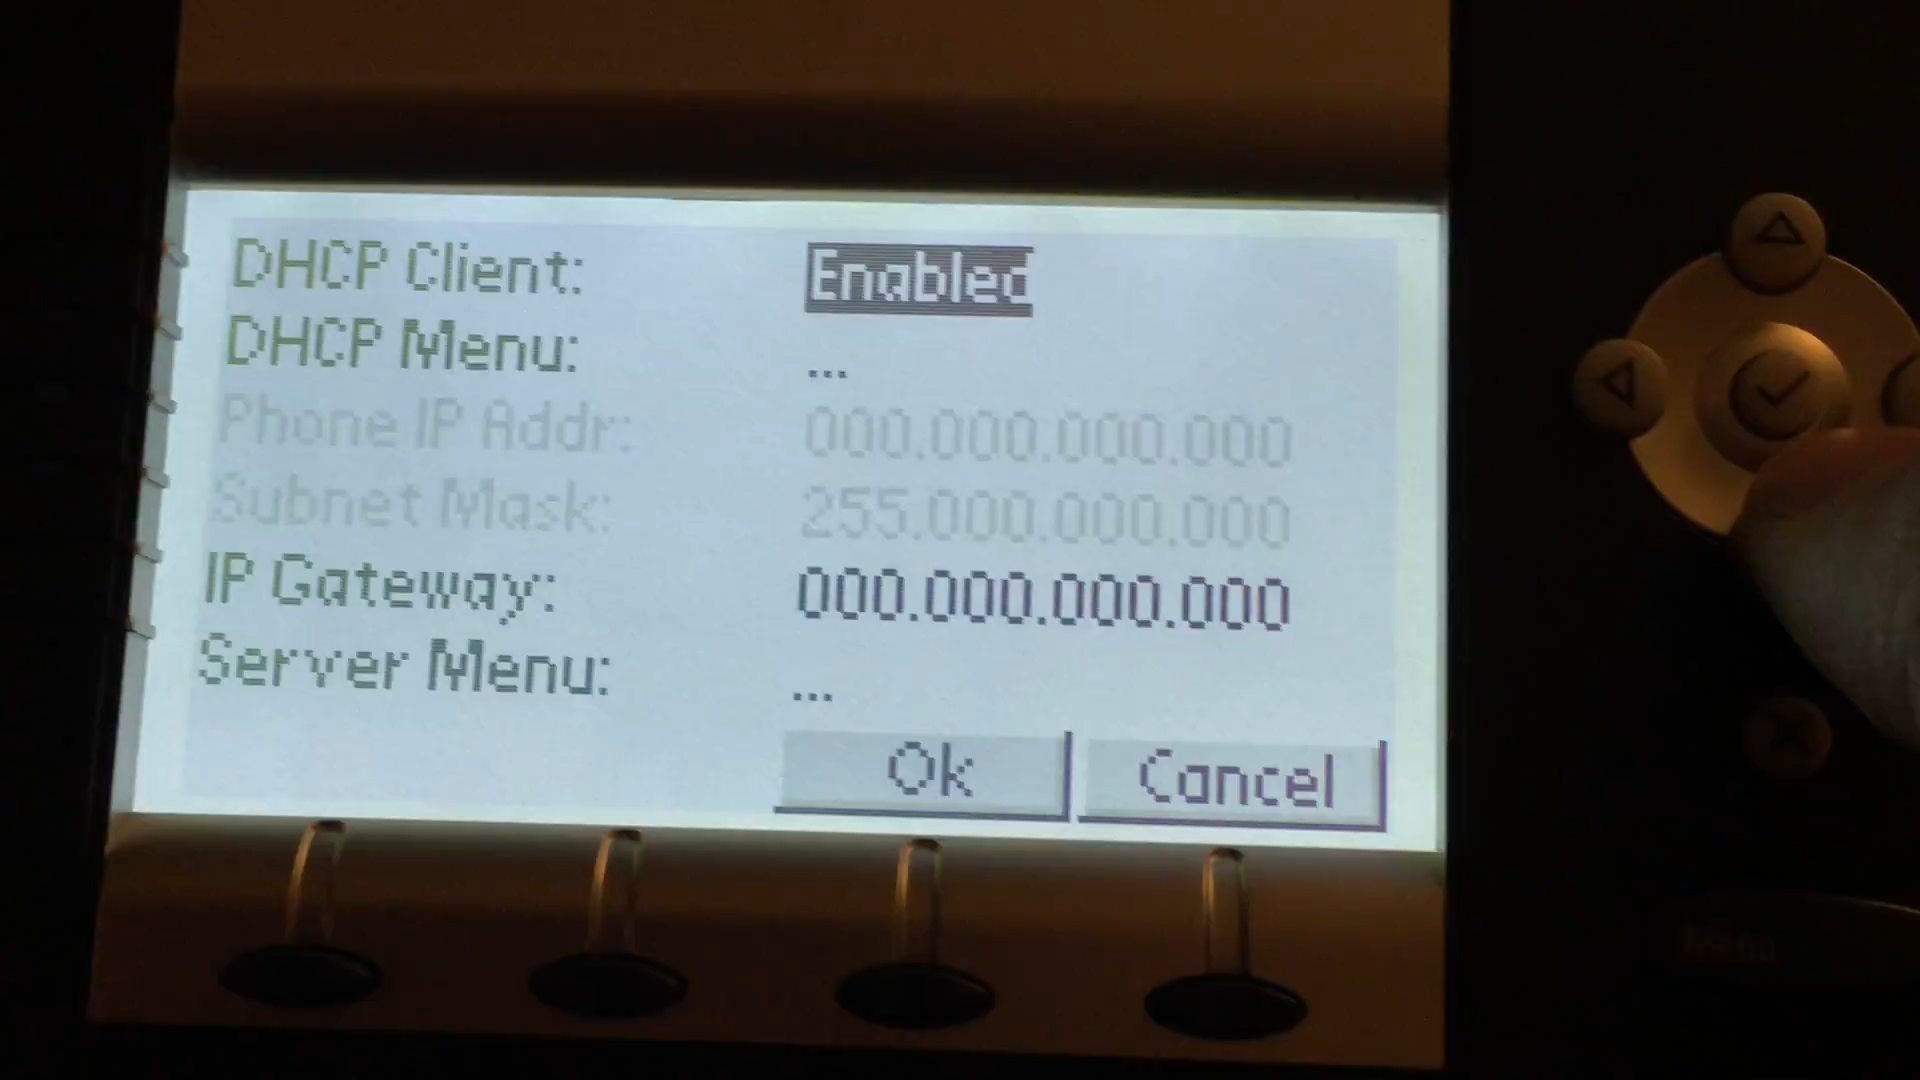 DHCP Client: Enabled
DHCP Menu: ...
Phone IP Addr: 000.000.000.000
Subnet Mask: 255.000.000.000
IP Gateway: 000.000.000.000
Server Menu: ...
Ok Cancel